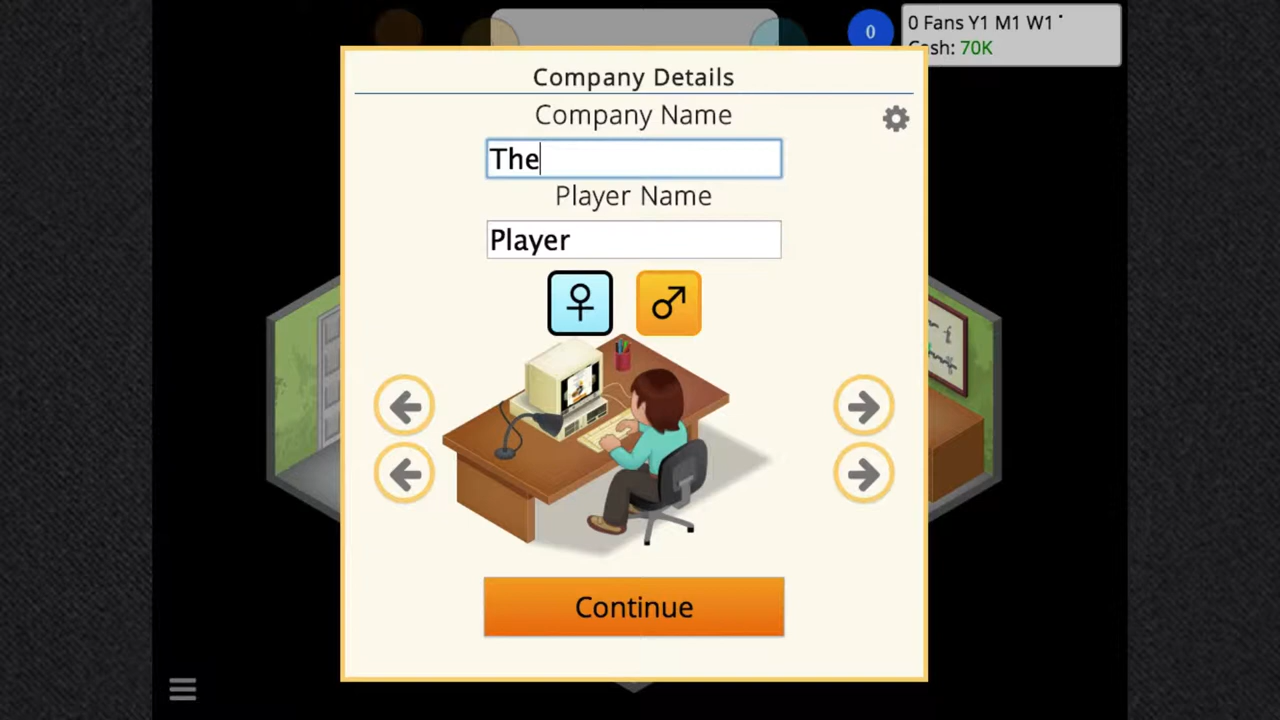 0
0 Fans Y1 M1 W1
Cash: 70K
Company Details
Company Name
The
Player Name
Player
Continue